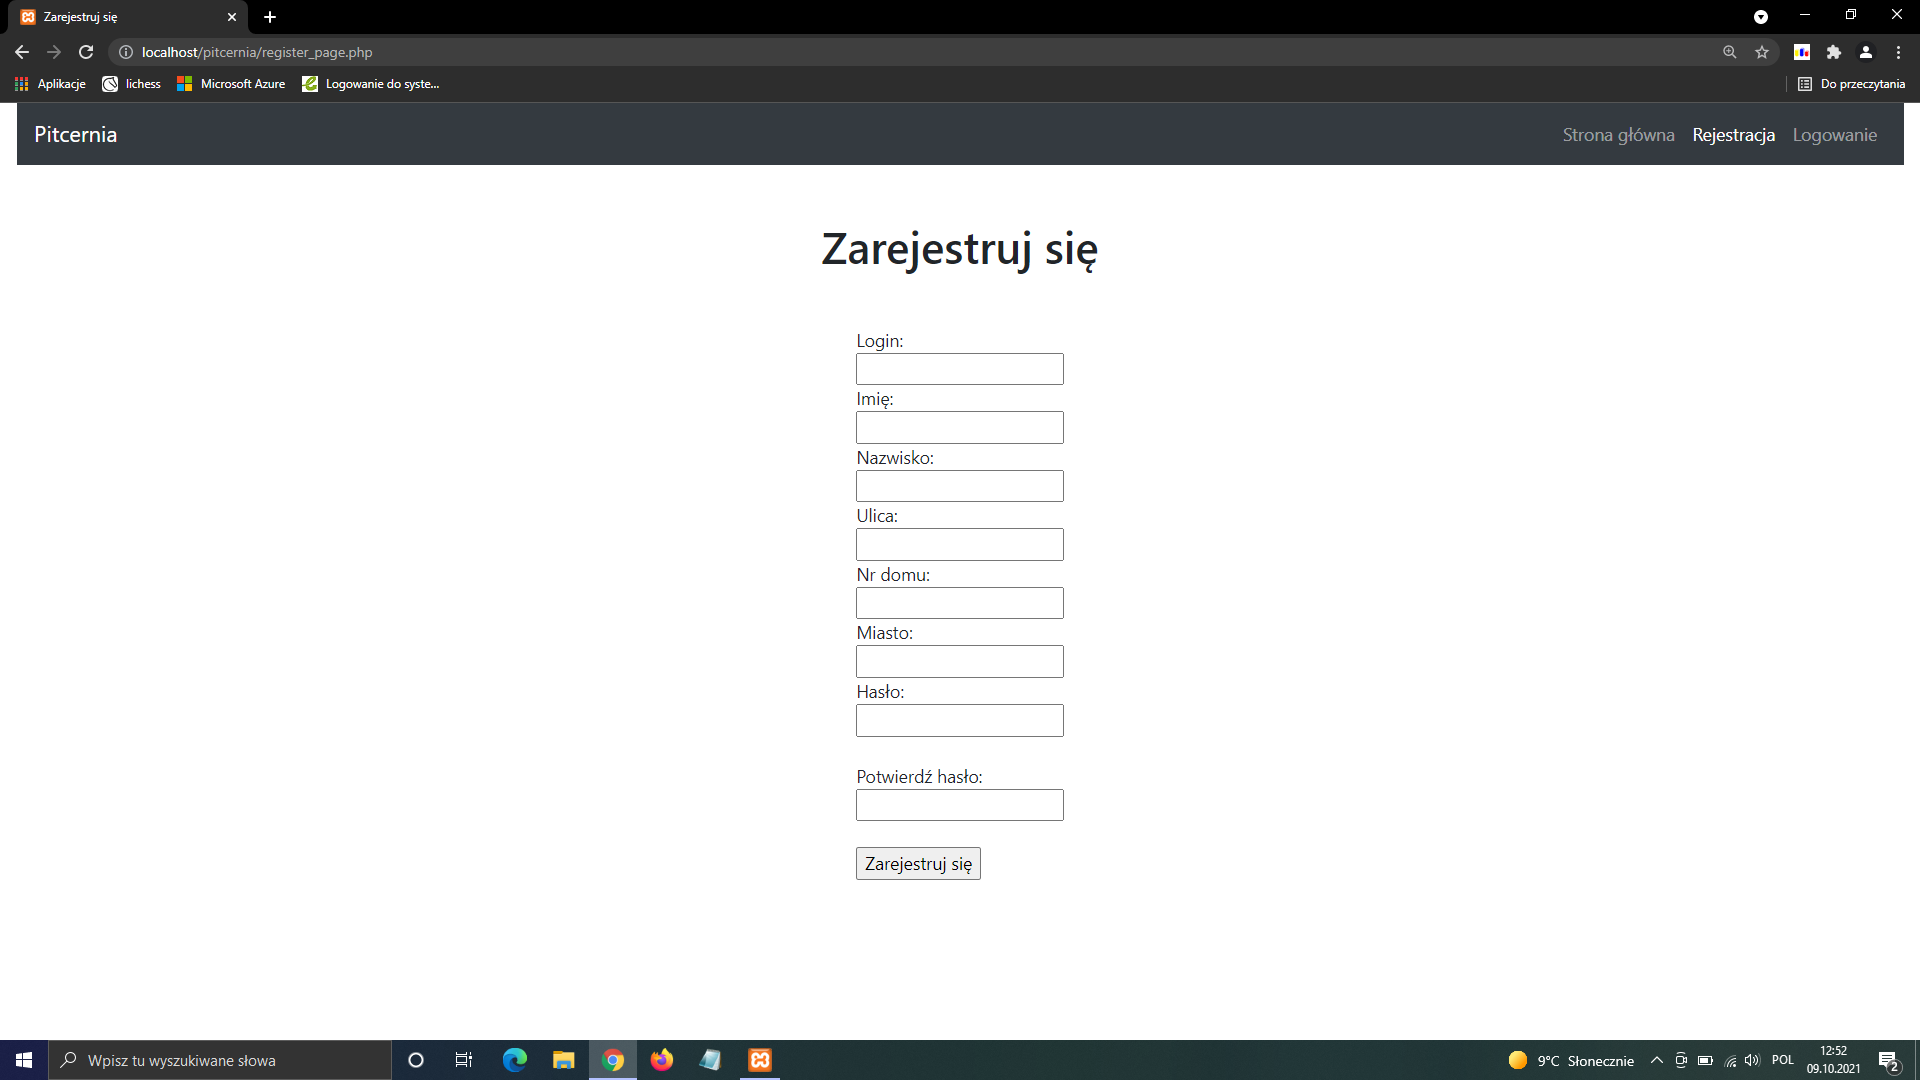 Zarejestruj się
localhost/pitcernia/register_page.php
Aplikacje lichess Microsoft Azure Logowanie do syste... Do przeczytania
Pitcernia Strona główna Rejestracja Logowanie
Zarejestruj się
Login:
Imię:
Nazwisko:
Ulica:
Nr domu:
Miasto:
Hasło:
Potwierdź hasło:
Zarejestruj się
Wpisz tu wyszukiwane słowa 9°C Słonecznie POL 12:52
09.10.2021 2